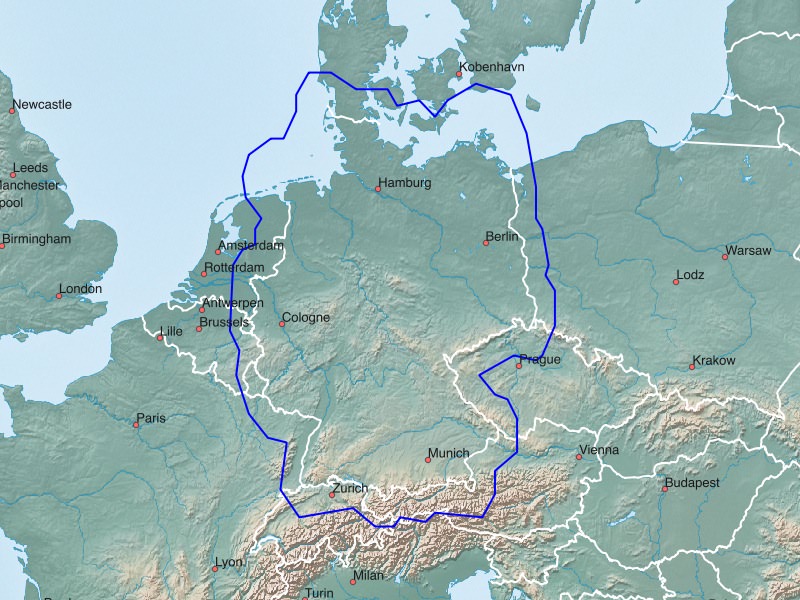 Kobenhavn
Newcastle
Leeds
Manchester
Hamburg
pool
Birmingham
Berlin
Amsterdam
Warsaw
Rotterdam
Lodz
London
Antwerpen
Cologne
Brussels
Lille
Prague
Krakow
Paris
Munich
Vienna
Zurich
Budapest
Lyon
Milan
Turin